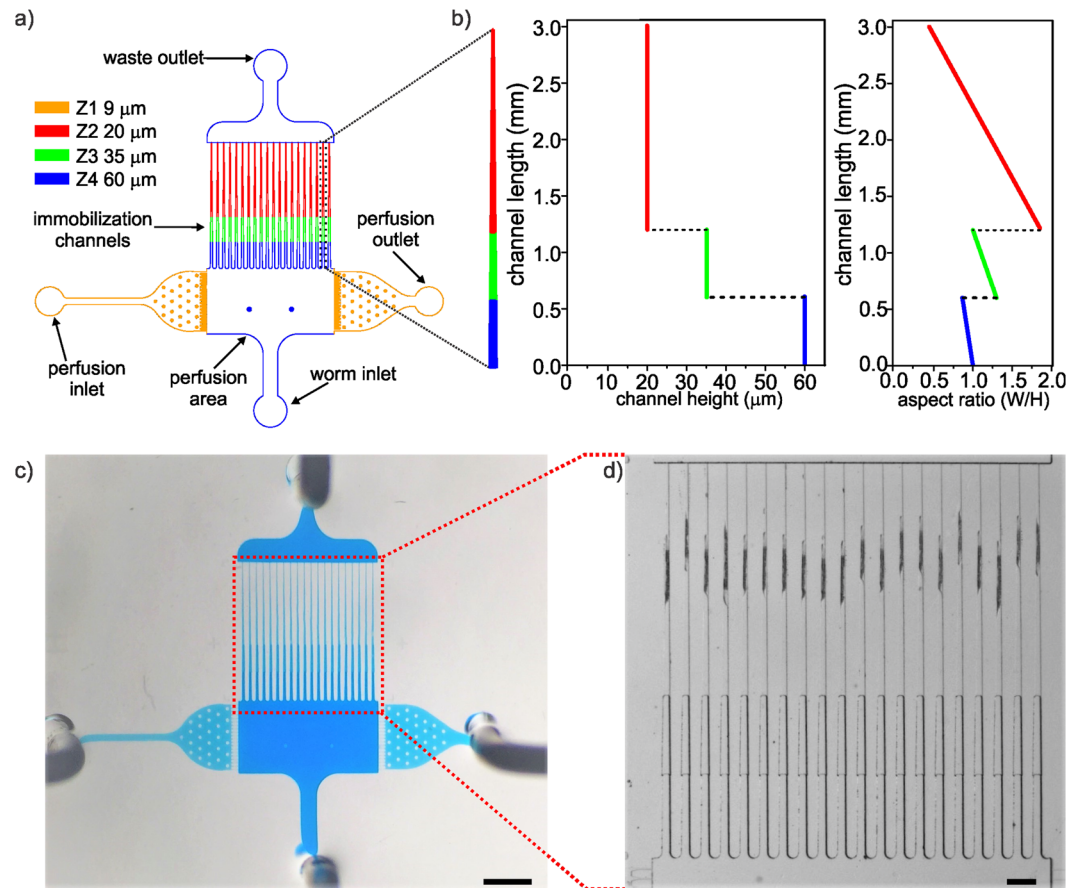 a)
waste outlet
Z1 9 μm
Z2 20 μm
Z3 35 μm
Z4 60 μm
immobilization
channels
perfusion
outlet
perfusion
inlet
perfusion
area
worm inlet
b)
channel length (mm)
3.0
2.5
2.0
1.5
1.0
0.5
0.0
0 10 20 30 40 50 60
channel height (μm)
channel length (mm)
3.0
2.5
2.0
1.5
1.0
0.5
0.0
0.0 0.5 1.0 1.5 2.0
aspect ratio (W/H)
c)
d)